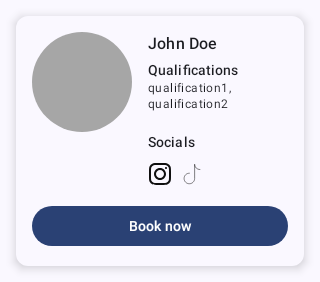 John Doe
Qualifications
qualification1,
qualification2
Socials
Book now